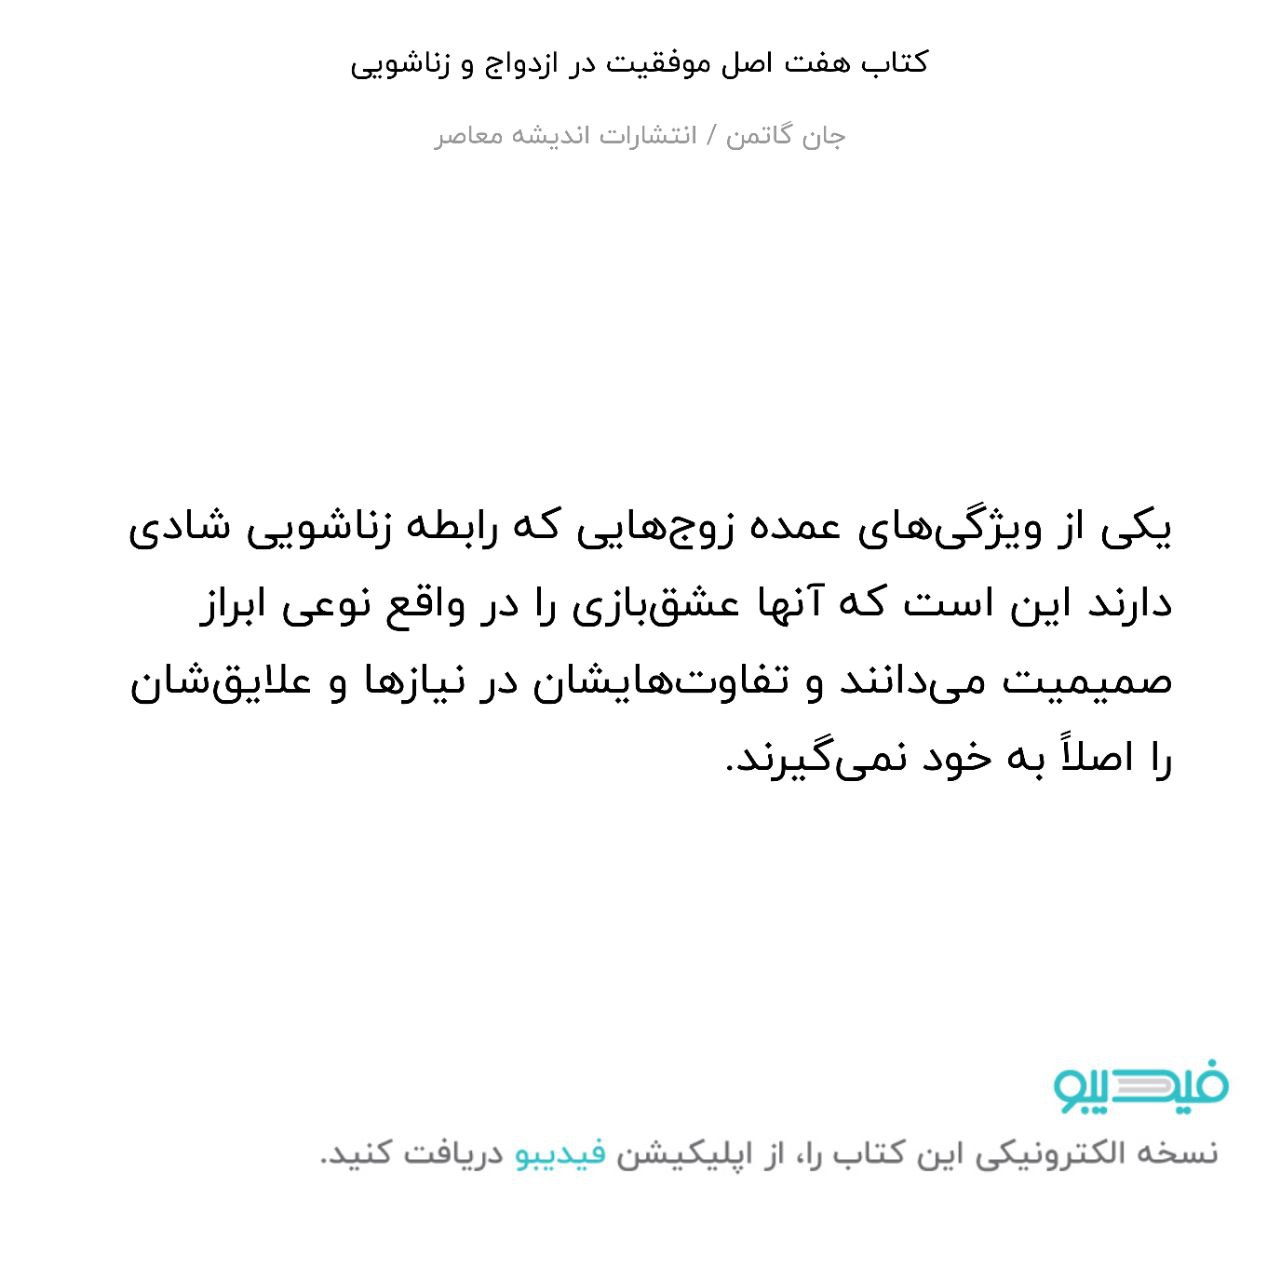 کتاب هفت اصل موفقیت در ازدواج و زناشویی
جان گاتمن / انتشارات اندیشه معاصر
یکی از ویژگی‌های عمده زوج‌هایی که رابطه زناشویی شادی
دارند این است که آنها عشق‌بازی را در واقع نوعی ابراز
صمیمیت می‌دانند و تفاوت‌هایشان در نیازها و علایق‌شان
را اصلاً به خود نمی‌گیرند.
فیدیبو
نسخه الکترونیکی این کتاب را، از اپلیکیشن فیدیبو دریافت کنید.